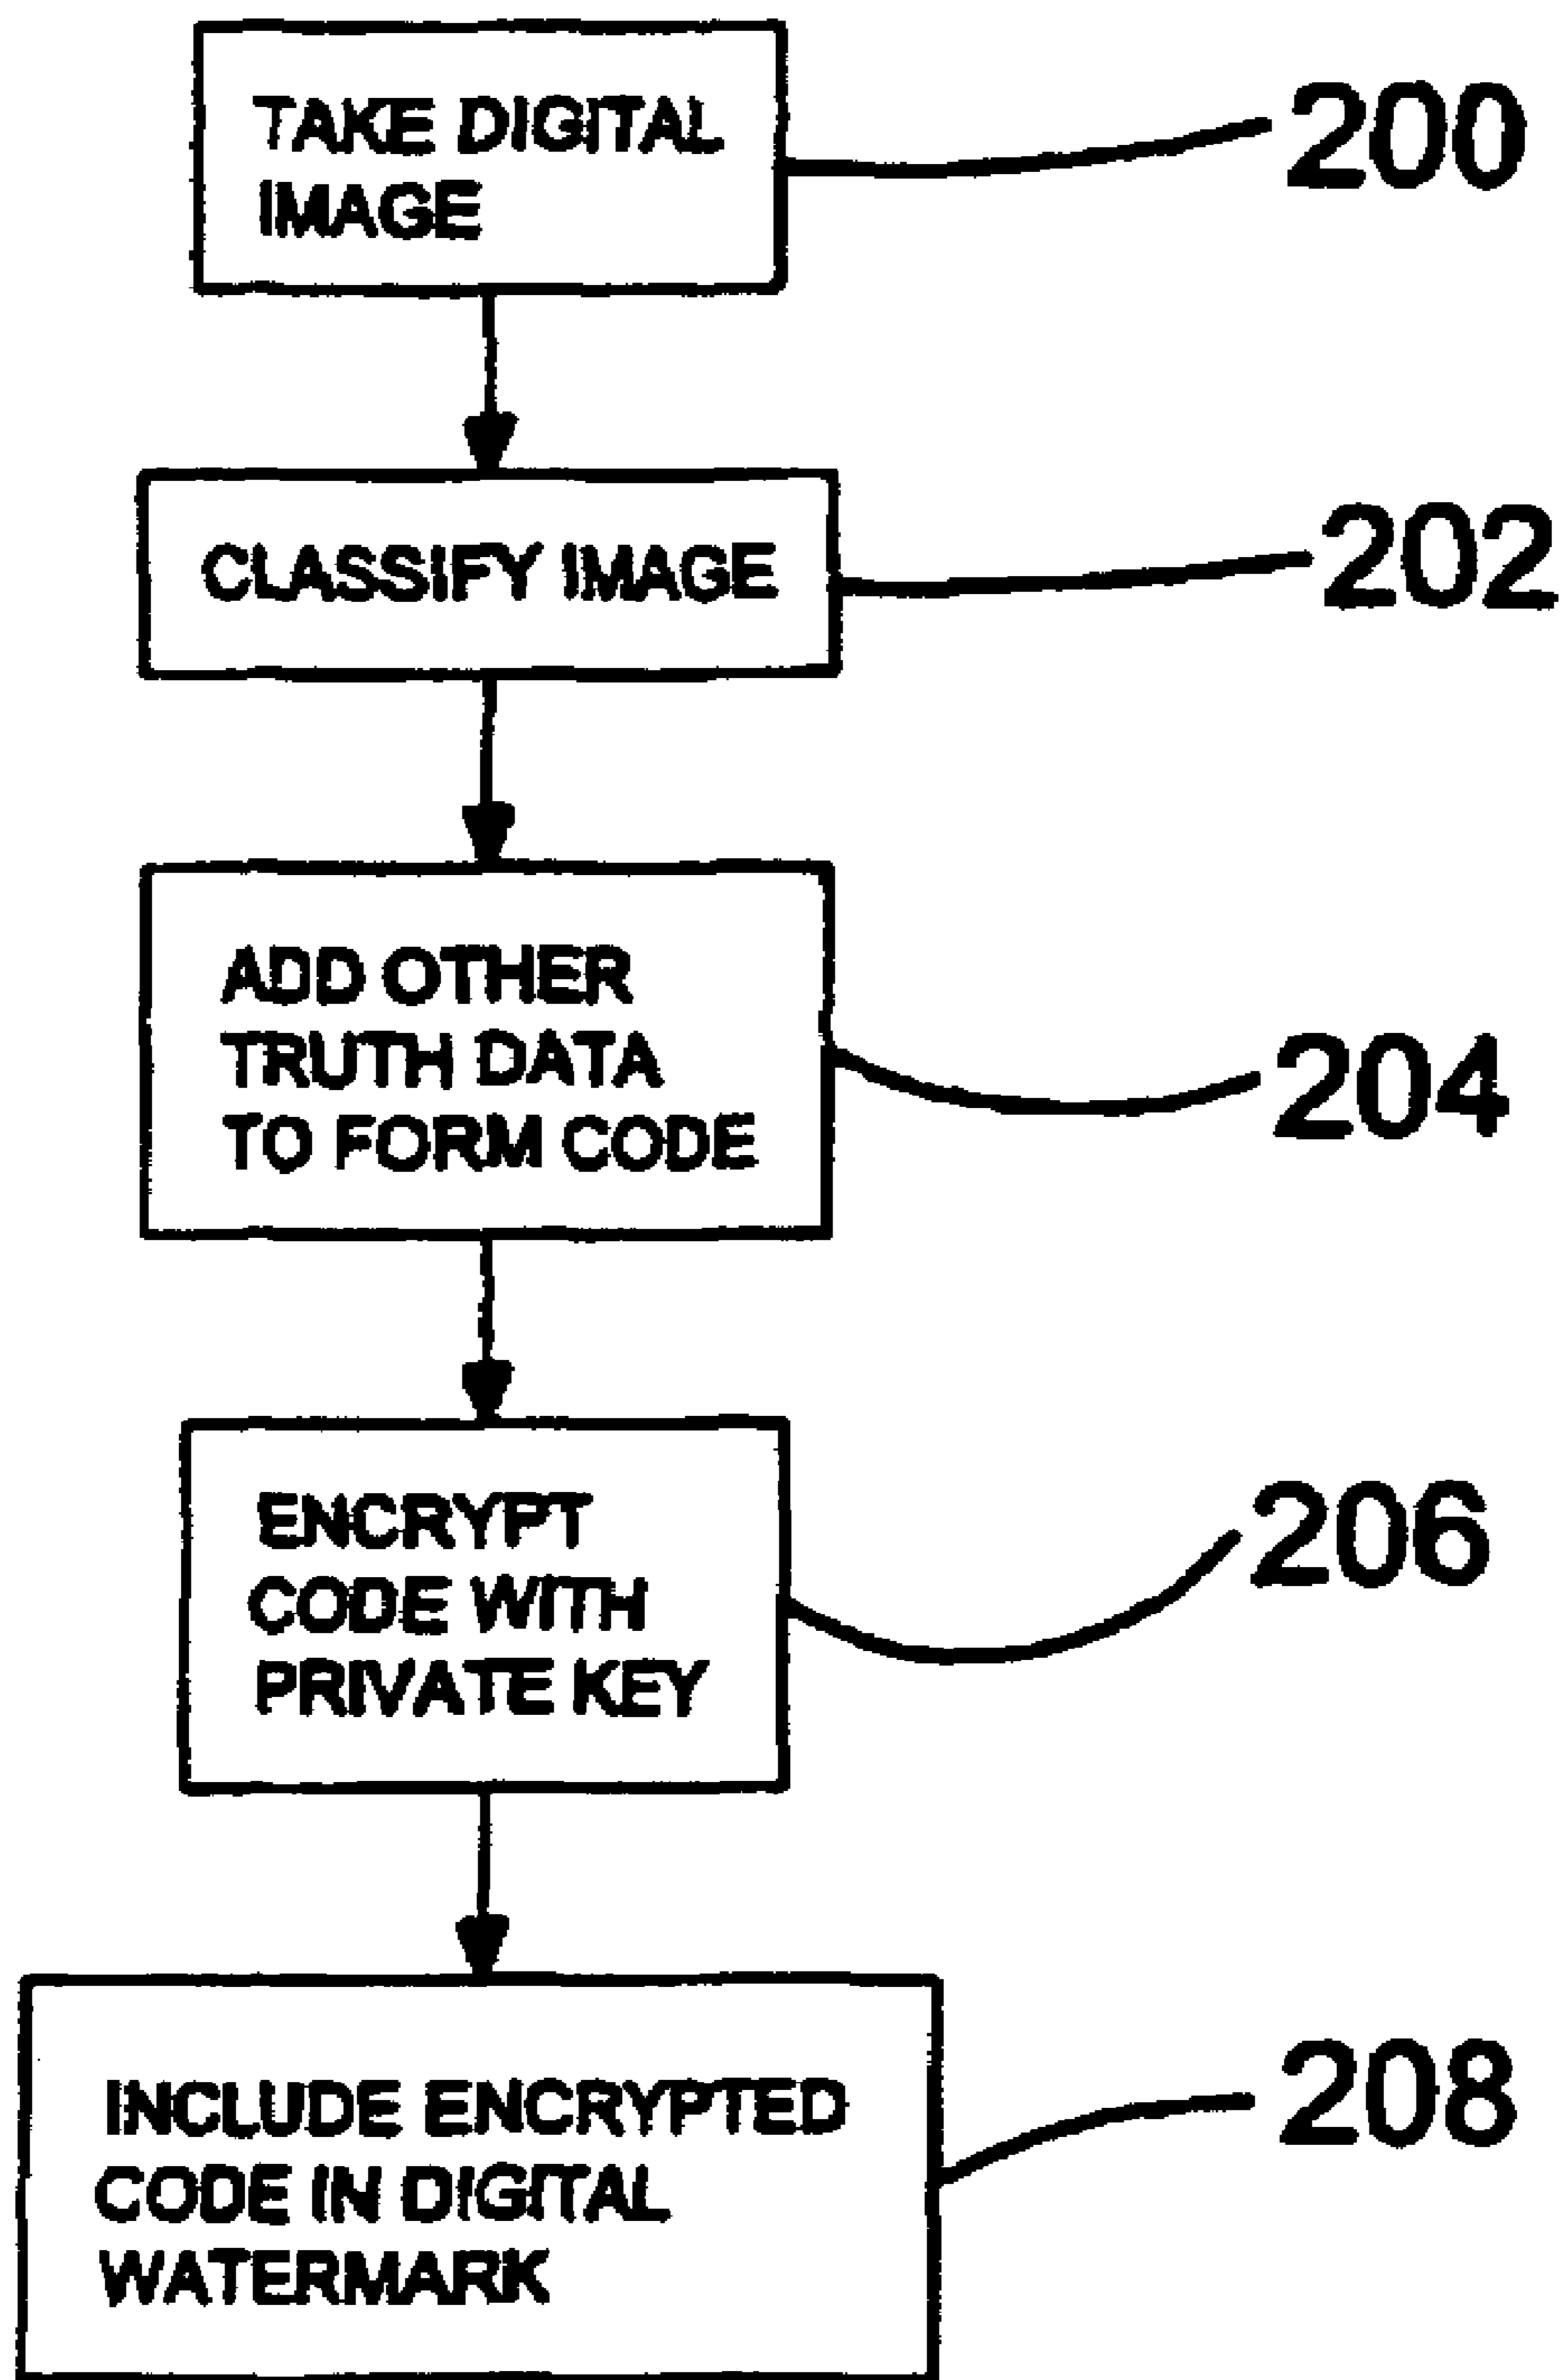 TAKE DIGITAL
IMAGE
200
CLASSIFY IMAGE
202
ADD OTHER
TRUTH DATA
TO FORM CODE
204
ENCRYPT
CODE WITH
PRIVATE KEY
206
INCLUDE ENCRYPTED
CODE IN DIGITAL
WATERMARK
208